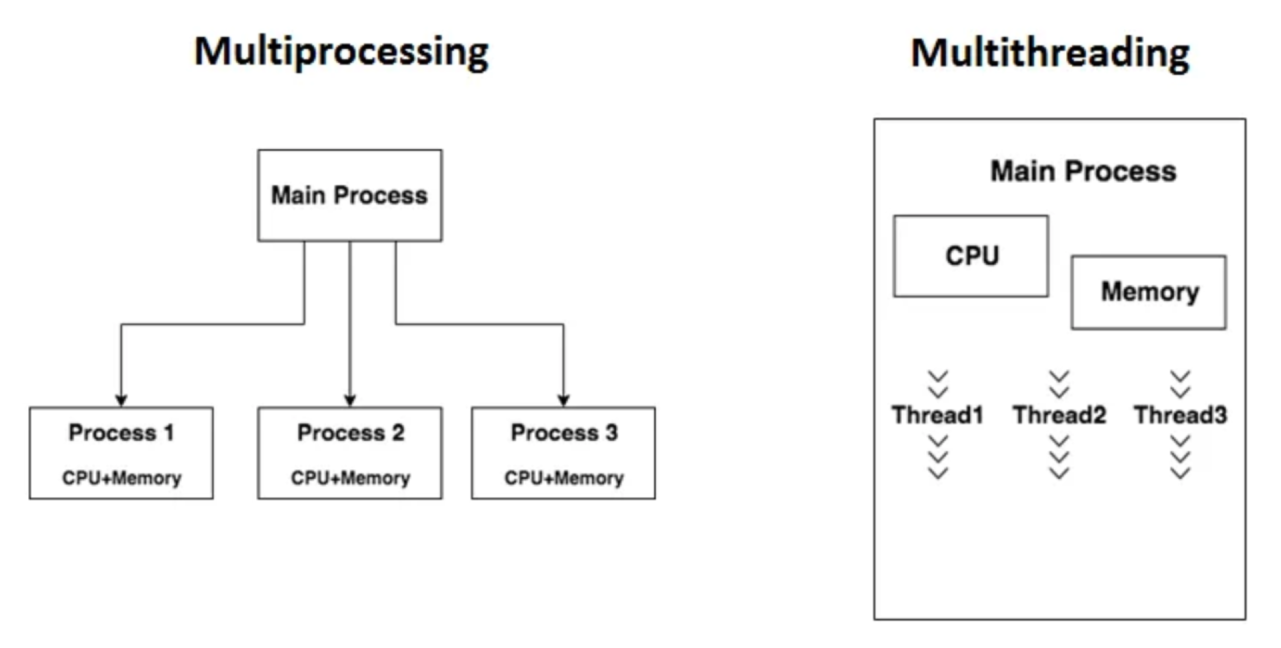 Multiprocessing
Main Process
Process 1
CPU+Memory
Process 2
CPU+Memory
Process 3
CPU+Memory
Multithreading
Main Process
CPU
Memory
Thread1
Thread2
Thread3